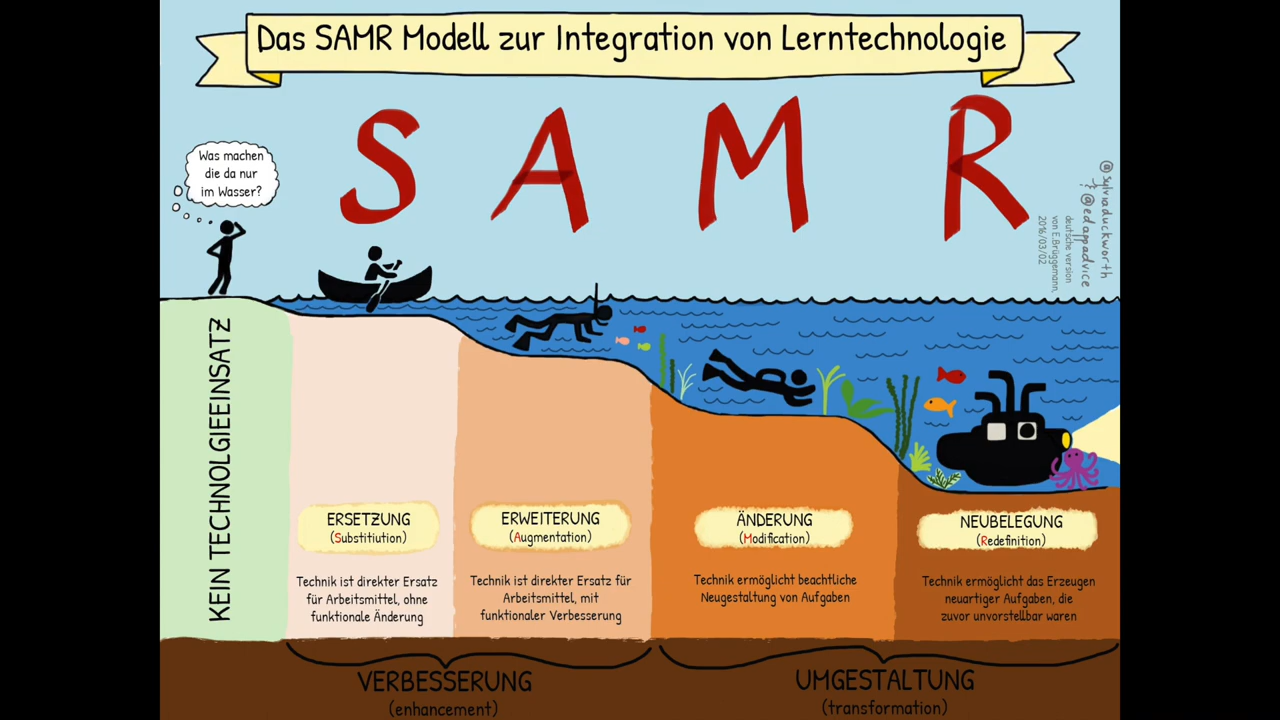 Das SAMR Modell zur Integration von Lerntechnologie
S A M R
Was machen
die da nur
im Wasser?
@sylviaduckworth
& @edappadvice
deutsche version
von E.Brüggemann,
2016/03/02
KEIN TECHNOLGIEEINSATZ
ERSETZUNG
(Substitiution)
Technik ist direkter Ersatz
für Arbeitsmittel, ohne
funktionale Änderung
ERWEITERUNG
(Augmentation)
Technik ist direkter Ersatz für
Arbeitsmittel, mit
funktionaler Verbesserung
ÄNDERUNG
(Modification)
Technik ermöglicht beachtliche
Neugestaltung von Aufgaben
NEUBELEGUNG
(Redefinition)
Technik ermöglicht das Erzeugen
neuartiger Aufgaben, die
zuvor unvorstellbar waren
VERBESSERUNG
(enhancement)
UMGESTALTUNG
(transformation)